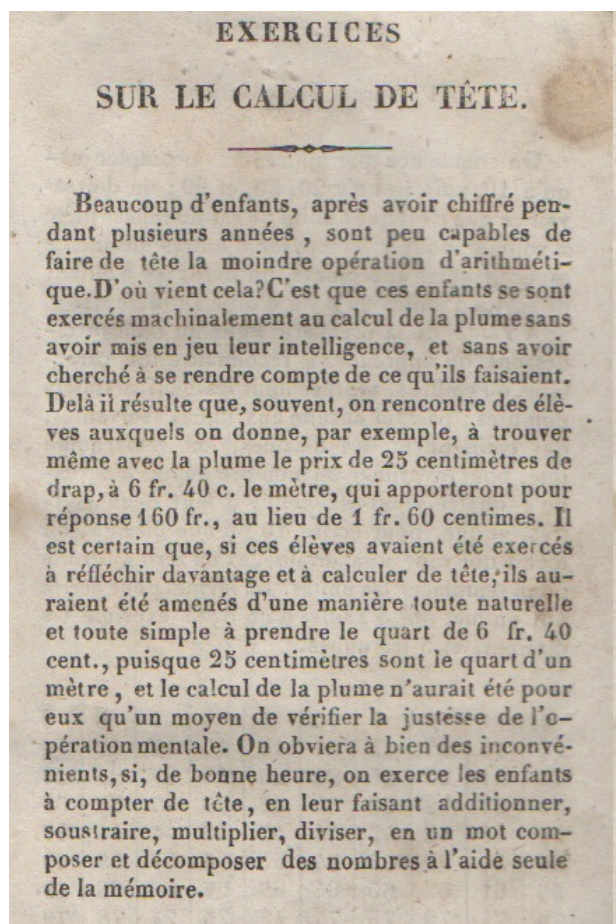 EXERCICES
SUR LE CALCUL DE TÊTE.
Beaucoup d'enfants, après avoir chiffré pen-
dant plusieurs années , sont peu capables de
faire de tête la moindre opération d'arithméti-
que.D'où vient cela?C'est que ces enfants se sont
exercés machinalement au calcul de la plume sans
avoir mis en jeu leur intelligence, et sans avoir
cherché à se rendre compte de ce qu'ils faisaient.
Delà il résulte que, souvent, on rencontre des élè-
ves auxquels on donne, par exemple, à trouver
même avec la plume le prix de 25 centimètres de
drap, à 6 fr. 40 c. le mètre, qui apporteront pour
réponse 160 fr., au lieu de 1 fr. 60 centimes. Il
est certain que, si ces élèves avaient été exercés
à réfléchir davantage et à calculer de tête, ils au-
raient été amenés d'une manière toute naturelle
et toute simple à prendre le quart de 6 fr. 40
cent., puisque 25 centimètres sont le quart d'un
mètre , et le calcul de la plume n'aurait été pour
eux qu'un moyen de vérifier la justesse de l'o-
pération mentale. On obviera à bien des inconvé-
nients, si, de bonne heure, on exerce les enfants
à compter de tête, en leur faisant additionner,
soustraire, multiplier, diviser, en un mot com-
poser et décomposer des nombres à l'aide seule
de la mémoire.